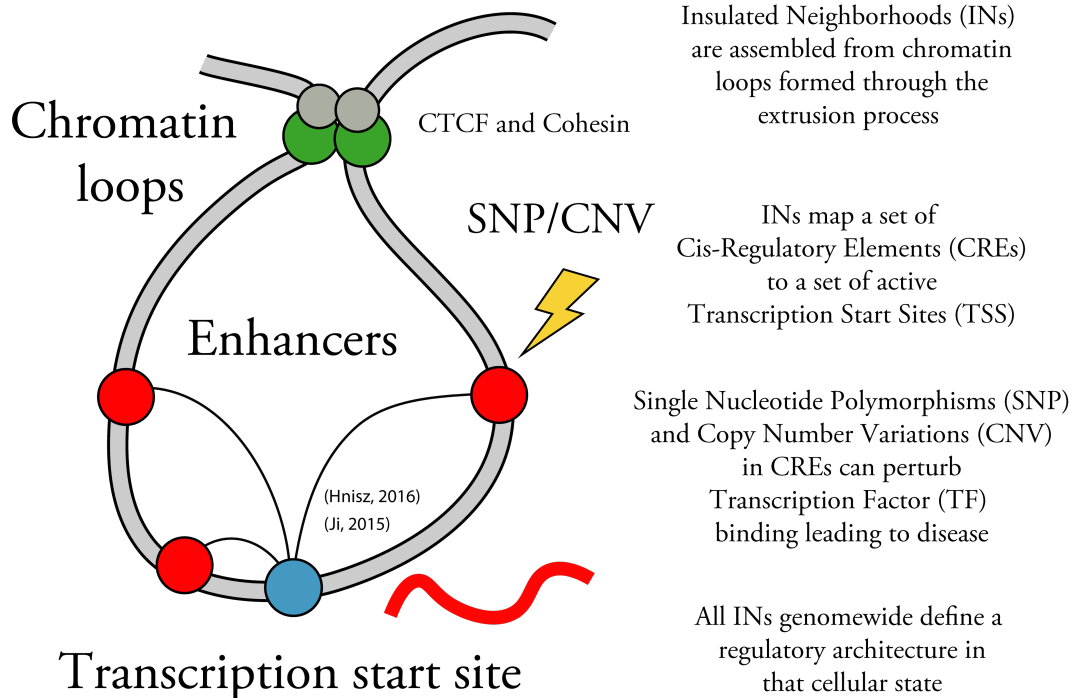 Chromatin
loops
CTCF and Cohesin
SNP/CNV
Enhancers
(Hnisz, 2016)
(Ji, 2015)
Transcription start site
Insulated Neighborhoods (INs)
are assembled from chromatin
loops formed through the
extrusion process
INs map a set of
Cis-Regulatory Elements (CREs)
to a set of active
Transcription Start Sites (TSS)
Single Nucleotide Polymorphisms (SNP)
and Copy Number Variations (CNV)
in CREs can perturb
Transcription Factor (TF)
binding leading to disease
All INs genomewide define a
regulatory architecture in
that cellular state